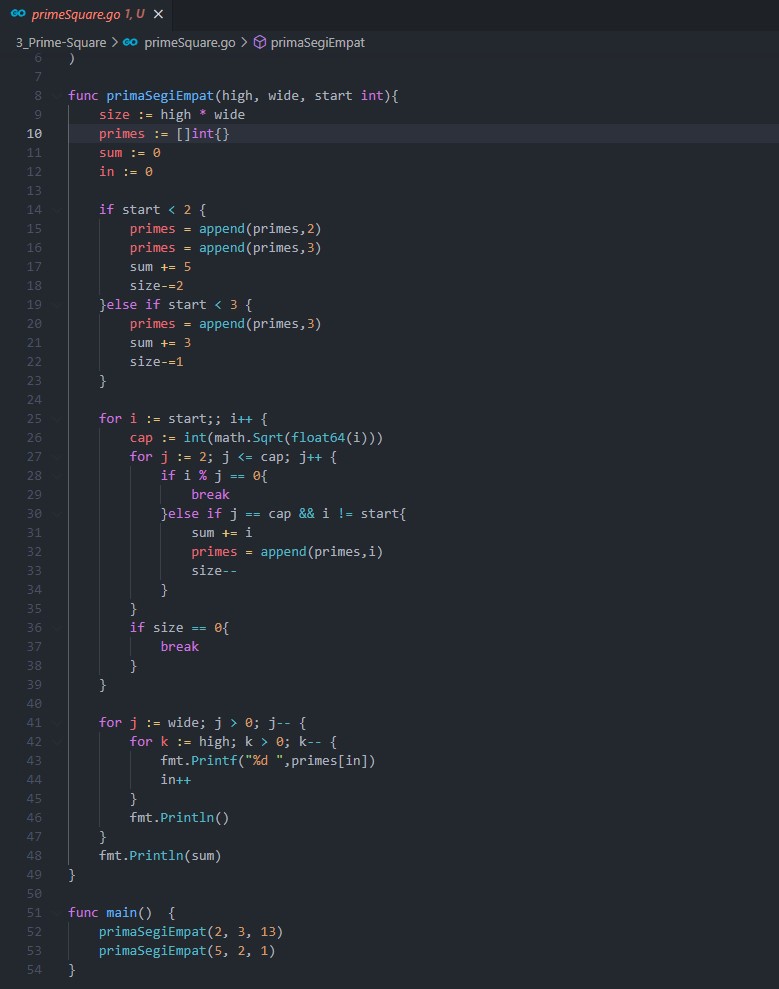 GO primeSquare.go 1, U ×
3_Prime-Square > GO primeSquare.go > primaSegiEmpat
6 )
7
8 func primaSegiEmpat(high, wide, start int){
9     size := high * wide
10     primes := []int{}
11     sum := 0
12     in := 0
13
14     if start < 2 {
15         primes = append(primes,2)
16         primes = append(primes,3)
17         sum += 5
18         size-=2
19     }else if start < 3 {
20         primes = append(primes,3)
21         sum += 3
22         size-=1
23     }
24
25     for i := start;; i++ {
26         cap := int(math.Sqrt(float64(i)))
27         for j := 2; j <= cap; j++ {
28             if i % j == 0{
29                 break
30             }else if j == cap && i != start{
31                 sum += i
32                 primes = append(primes,i)
33                 size--
34             }
35         }
36         if size == 0{
37             break
38         }
39     }
40
41     for j := wide; j > 0; j-- {
42         for k := high; k > 0; k-- {
43             fmt.Printf("%d ",primes[in])
44             in++
45         }
46         fmt.Println()
47     }
48     fmt.Println(sum)
49 }
50
51 func main()  {
52     primaSegiEmpat(2, 3, 13)
53     primaSegiEmpat(5, 2, 1)
54 }